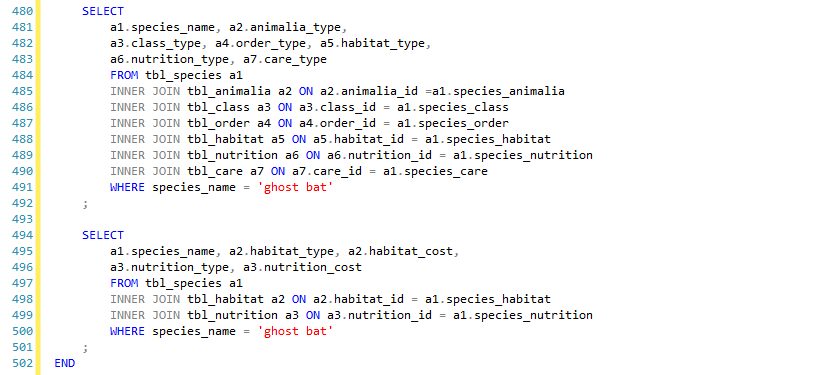 480 SELECT
481 a1.species_name, a2.animalia_type,
482 a3.class_type, a4.order_type, a5.habitat_type,
483 a6.nutrition_type, a7.care_type
484 FROM tbl_species a1
485 INNER JOIN tbl_animalia a2 ON a2.animalia_id =a1.species_animalia
486 INNER JOIN tbl_class a3 ON a3.class_id = a1.species_class
487 INNER JOIN tbl_order a4 ON a4.order_id = a1.species_order
488 INNER JOIN tbl_habitat a5 ON a5.habitat_id = a1.species_habitat
489 INNER JOIN tbl_nutrition a6 ON a6.nutrition_id = a1.species_nutrition
490 INNER JOIN tbl_care a7 ON a7.care_id = a1.species_care
491 WHERE species_name = 'ghost bat'
492 ;
493
494 SELECT
495 a1.species_name, a2.habitat_type, a2.habitat_cost,
496 a3.nutrition_type, a3.nutrition_cost
497 FROM tbl_species a1
498 INNER JOIN tbl_habitat a2 ON a2.habitat_id = a1.species_habitat
499 INNER JOIN tbl_nutrition a3 ON a3.nutrition_id = a1.species_nutrition
500 WHERE species_name = 'ghost bat'
501 ;
502 END